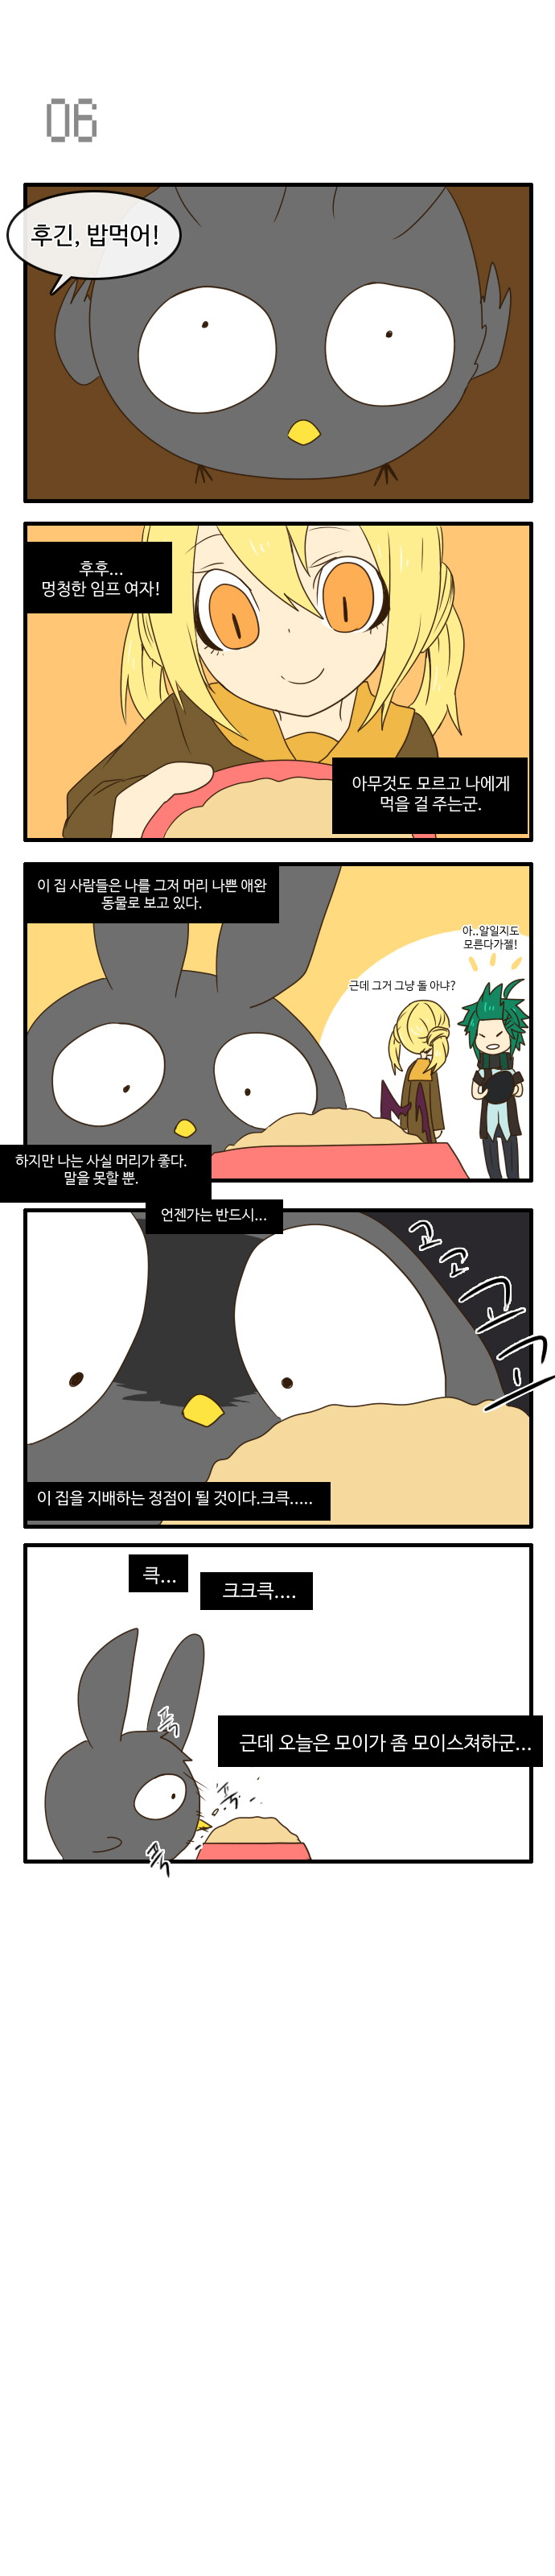 06
후긴, 밥먹어!
후후...
멍청한 임프 여자!
아무것도 모르고 나에게
먹을 걸 주는군.
이 집 사람들은 나를 그저 머리 나쁜 애완
동물로 보고 있다.
아..알일지도
모른다가젤!
근데 그거 그냥 돌 아냐?
하지만 나는 사실 머리가 좋다.
말을 못할 뿐.
언젠가는 반드시...
고
고
고
고
이 집을 지배하는 정점이 될 것이다.크큭.....
큭...
크크큭....
푹
근데 오늘은 모이가 좀 모이스쳐하군...
푹
푹